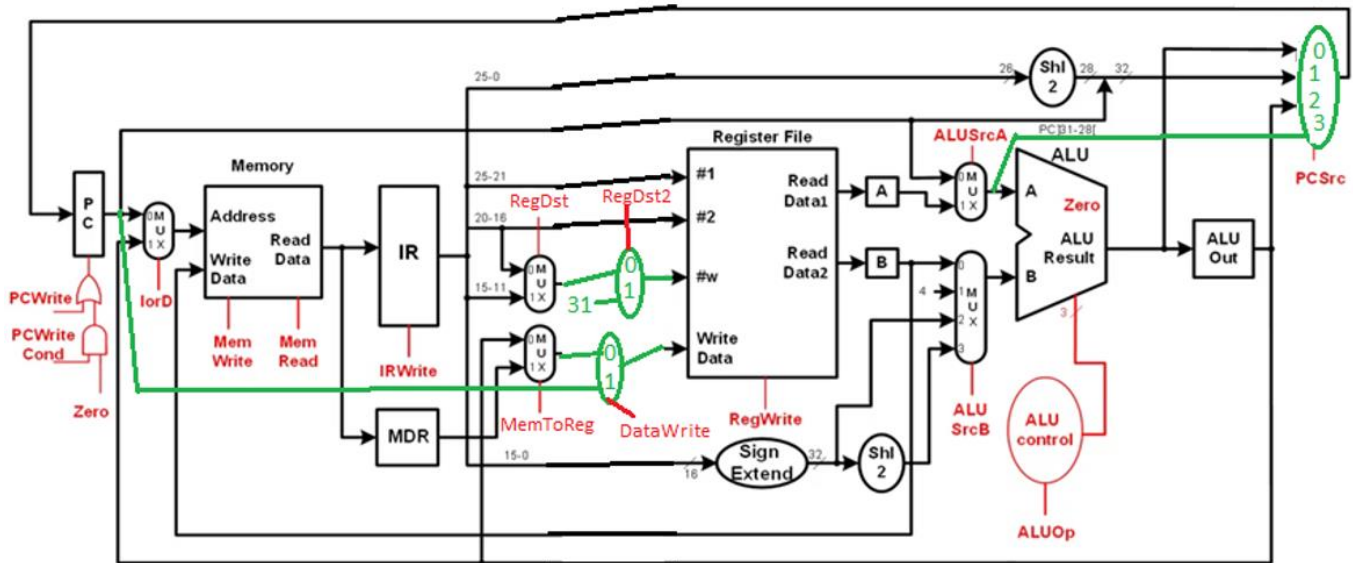 25-0
26
Shl
2
28
32
0
1
2
3
PCSrc
PC]31-28[
ALUSrcA
Register File
Memory
ALU
P
C
0 M
U
1 X
IorD
Address
Write
Data
Read
Data
Mem
Write
Mem
Read
IR
IRWrite
25-21
20-16
15-11
RegDst
0 M
U
1 X
RegDst2
0
1
31
#1
#2
#w
Write
Data
Read
Data1
Read
Data2
RegWrite
A
B
0 M
U
1 X
4
0
1 M
U
2 X
3
ALU
SrcB
A
B
Zero
ALU
Result
3
ALU
Out
PCWrite
PCWrite
Cond
Zero
0 M
U
1 X
MemToReg
0
1
DataWrite
MDR
15-0
16
Sign
Extend
32
Shl
2
ALU
control
ALUOp